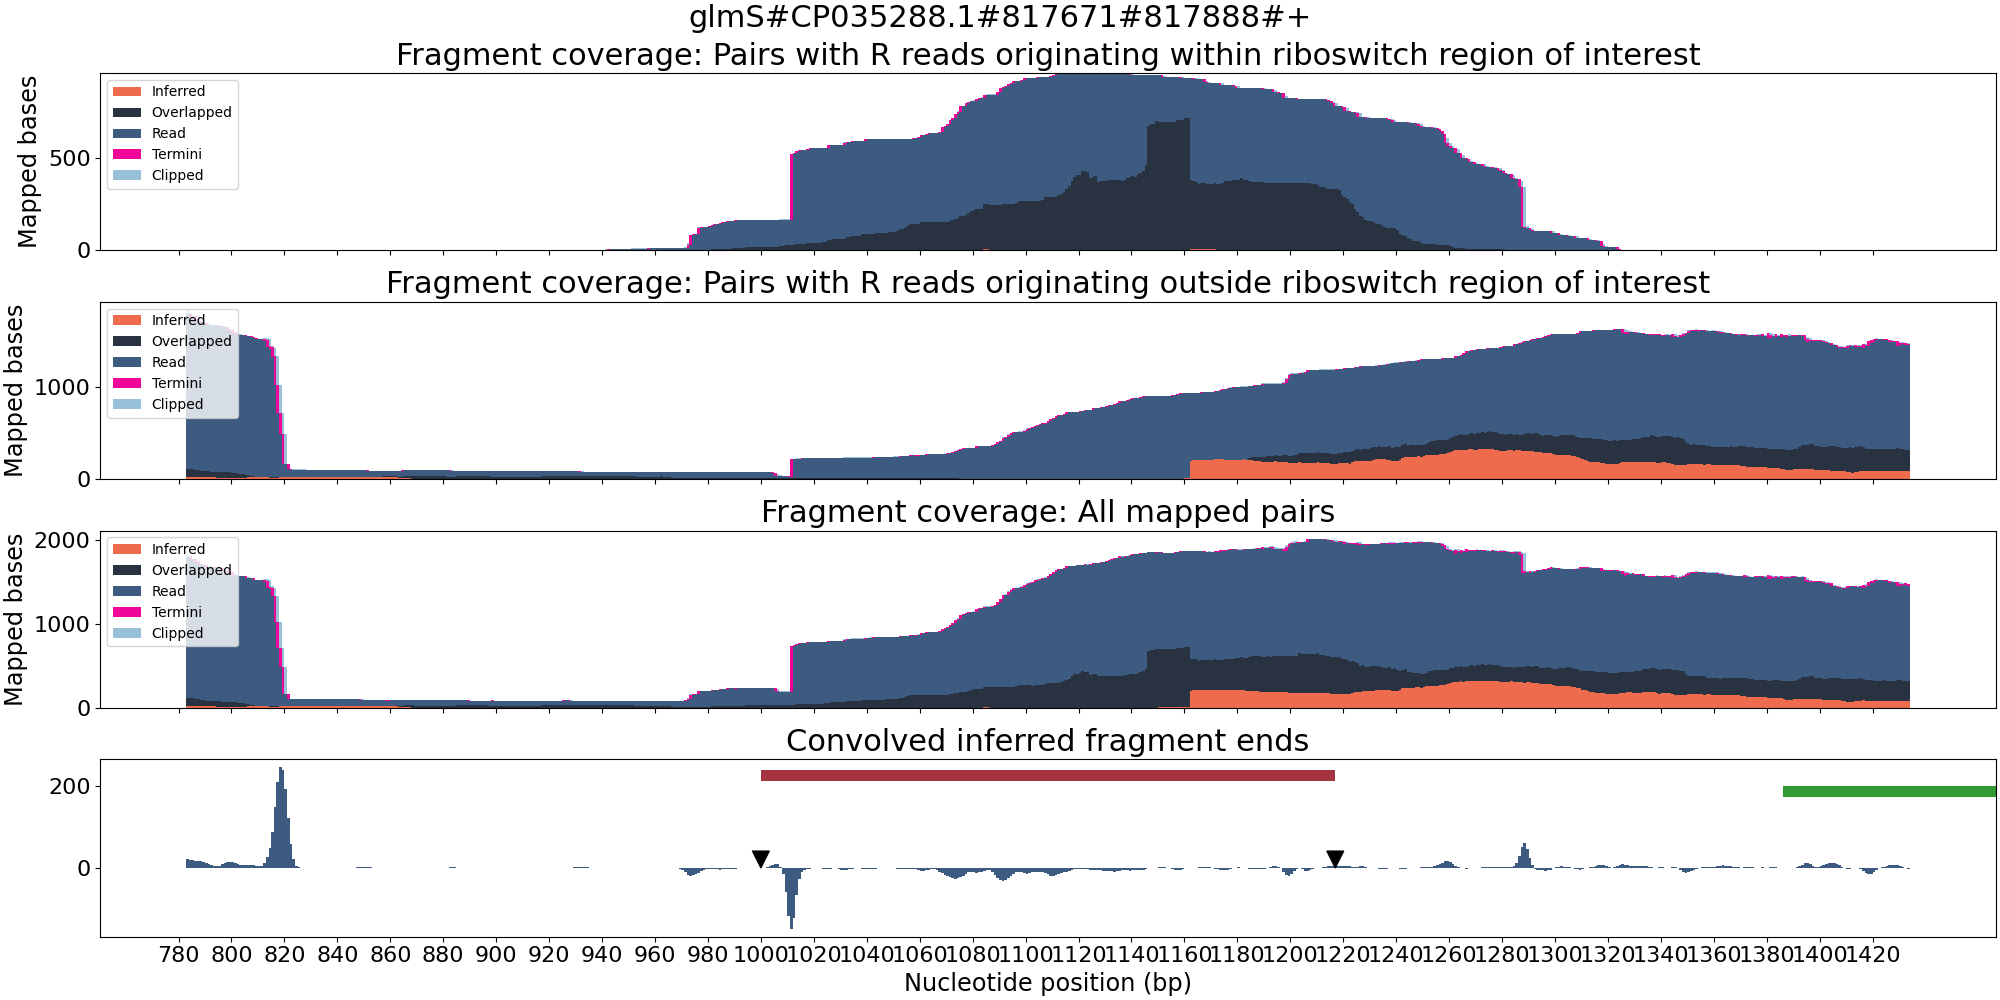 glmS#CP035288.1#817671#817888#+
Fragment coverage: Pairs with R reads originating within riboswitch region of interest
Mapped bases
500
0
Inferred
Overlapped
Read
Termini
Clipped
Fragment coverage: Pairs with R reads originating outside riboswitch region of interest
Mapped bases
1000
0
Inferred
Overlapped
Read
Termini
Clipped
Fragment coverage: All mapped pairs
Mapped bases
2000
1000
0
Inferred
Overlapped
Read
Termini
Clipped
Convolved inferred fragment ends
200
0
780 800 820 840 860 880 900 920 940 960 980 1000 1020 1040 1060 1080 1100 1120 1140 1160 1180 1200 1220 1240 1260 1280 1300 1320 1340 1360 1380 1400 1420
Nucleotide position (bp)